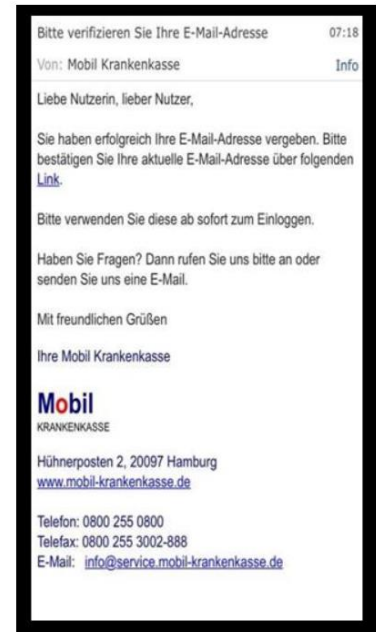 Bitte verifizieren Sie Ihre E-Mail-Adresse 07:18
Von: Mobil Krankenkasse Info
Liebe Nutzerin, lieber Nutzer,
Sie haben erfolgreich Ihre E-Mail-Adresse vergeben. Bitte
bestätigen Sie Ihre aktuelle E-Mail-Adresse über folgenden
Link.
Bitte verwenden Sie diese ab sofort zum Einloggen.
Haben Sie Fragen? Dann rufen Sie uns bitte an oder
senden Sie uns eine E-Mail.
Mit freundlichen Grüßen
Ihre Mobil Krankenkasse
Mobil
KRANKENKASSE
Hühnerposten 2, 20097 Hamburg
www.mobil-krankenkasse.de
Telefon: 0800 255 0800
Telefax: 0800 255 3002-888
E-Mail: info@service.mobil-krankenkasse.de